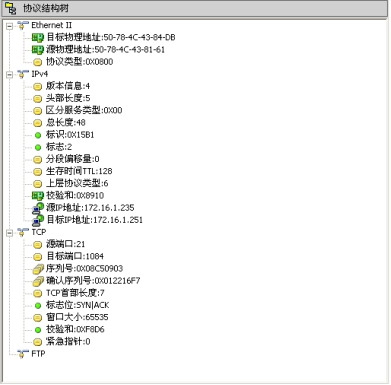 协议结构树
Ethernet II
目标物理地址:50-78-4C-43-84-DB
源物理地址:50-78-4C-43-81-61
协议类型:0X0800
IPv4
版本信息:4
头部长度:5
区分服务类型:0X00
总长度:48
标识:0X15B1
标志:2
分段偏移量:0
生存时间TTL:128
上层协议类型:6
校验和:0X8910
源IP地址:172.16.1.235
目标IP地址:172.16.1.251
TCP
源端口:21
目标端口:1084
序列号:0X08C50903
确认序列号:0X012216F7
TCP首部长度:7
标志位:SYN|ACK
窗口大小:65535
校验和:0XF8D6
紧急指针:0
FTP